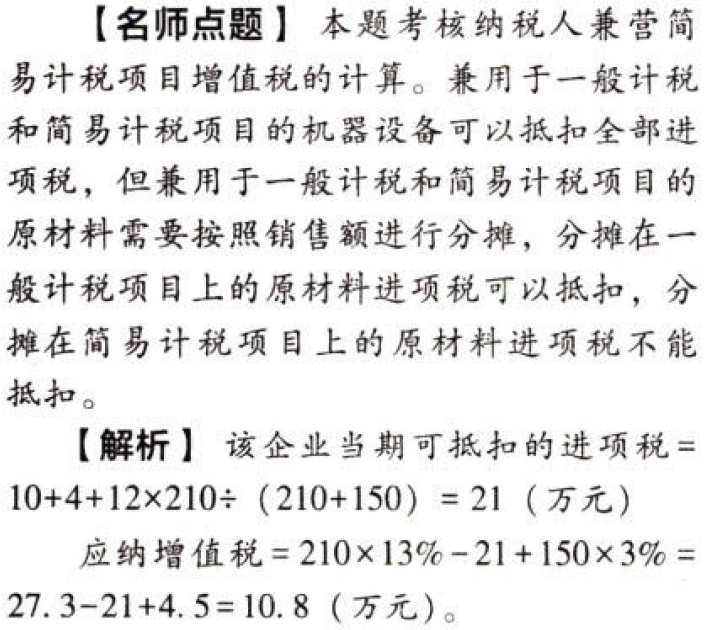 【名师点题】 本题考核纳税人兼营简
易计税项目增值税的计算。兼用于一般计税
和简易计税项目的机器设备可以抵扣全部进
项税，但兼用于一般计税和简易计税项目的
原材料需要按照销售额进行分摊，分摊在一
般计税项目上的原材料进项税可以抵扣，分
摊在简易计税项目上的原材料进项税不能
抵扣。
【解析】 该企业当期可抵扣的进项税=
10+4+12×210÷（210+150）=21（万元）
应纳增值税=210×13%-21+150×3%=
27.3-21+4.5=10.8（万元）。